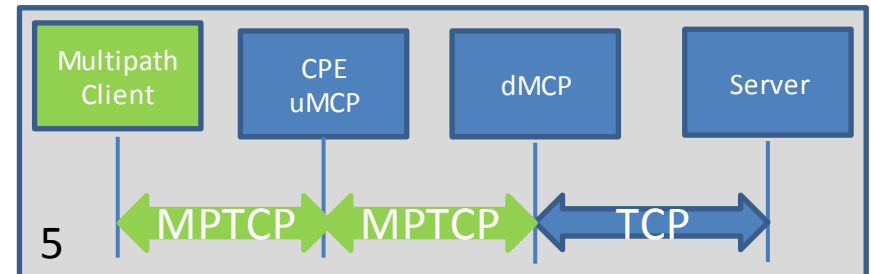 Multipath
Client
CPE
uMCP
dMCP
Server
MPTCP
MPTCP
TCP
5